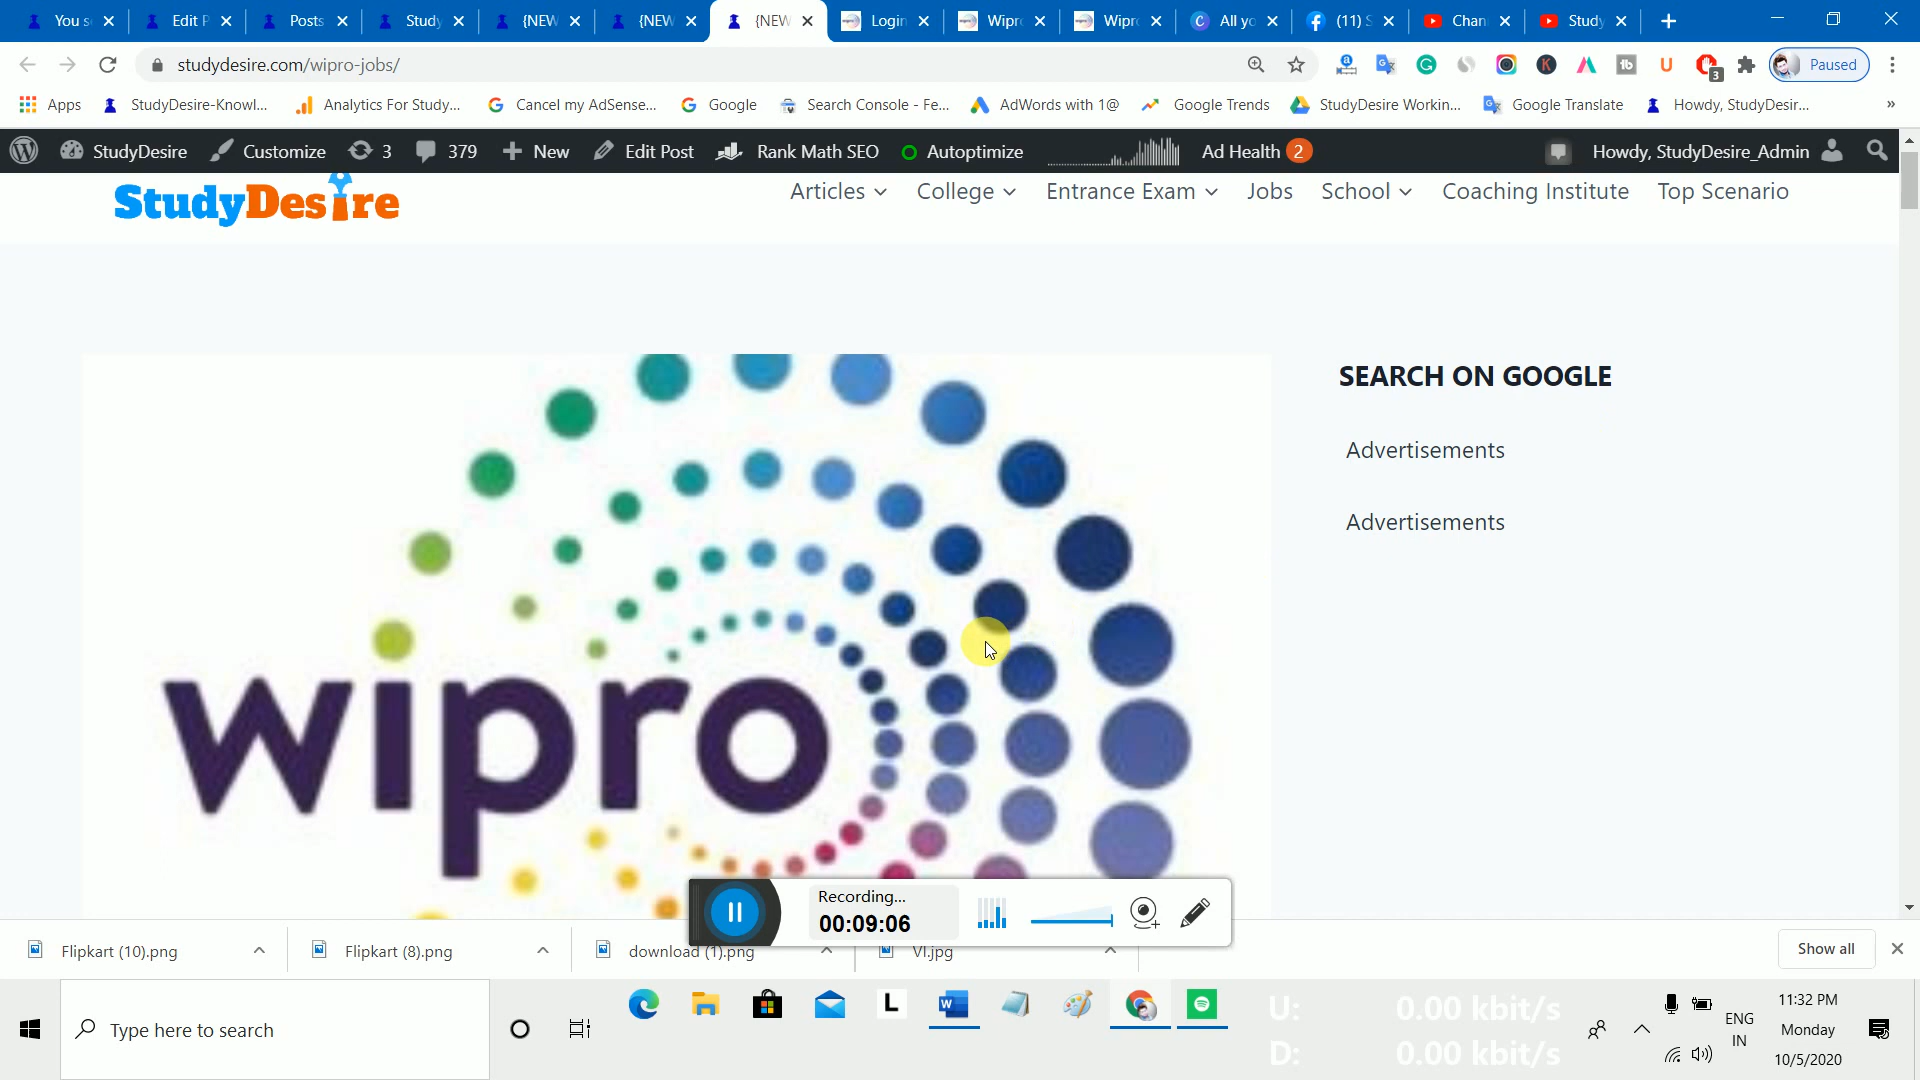 You s
Edit P
Posts
Study
{NEW
{NEW
{NEW
Login
Wipr
Wipr
All yo
(11) S
Chan
Study
studydesire.com/wipro-jobs/
Paused
3
Apps
StudyDesire-Knowl...
Analytics For Study...
Cancel my AdSense...
Google
Search Console - Fe...
AdWords with 1@
Google Trends
StudyDesire Workin...
Google Translate
Howdy, StudyDesir...
»
StudyDesire
Customize
3
379
New
Edit Post
Rank Math SEO
Autoptimize
Ad Health 2
Howdy, StudyDesire_Admin
StudyDesire
Articles
College
Entrance Exam
Jobs
School
Coaching Institute
Top Scenario
SEARCH ON GOOGLE
Advertisements
Advertisements
wipro
Recording...
00:09:06
Flipkart (10).png
Flipkart (8).png
download (1).png
VI.jpg
Show all
Type here to search
U: 0.00 kbit/s
D: 0.00 kbit/s
ENG
IN
11:32 PM
Monday
10/5/2020